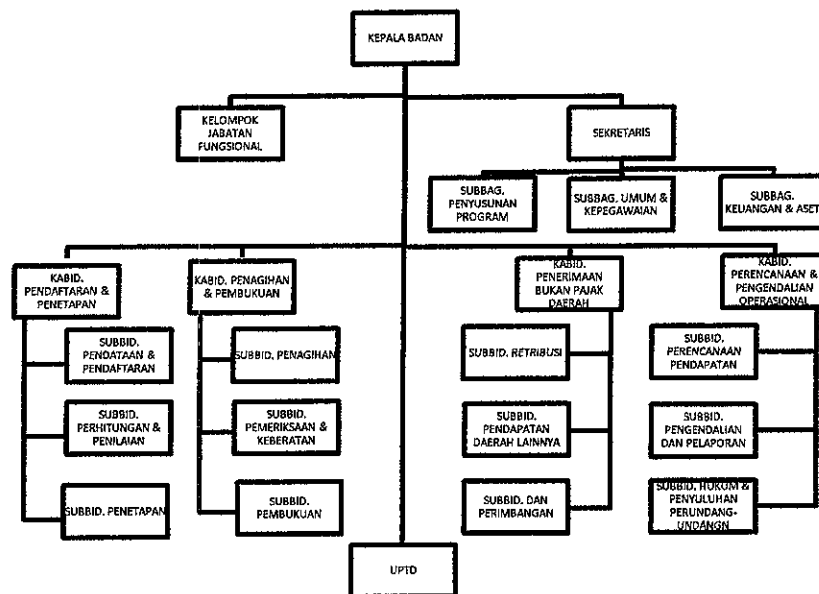 KEPALA BADAN
KELOMPOK
JABATAN
FUNGSIONAL
SEKRETARIS
SUBBAG.
PENYUSUNAN
PROGRAM
SUBBAG. UMUM &
KEPEGAWAIAN
SUBBAG.
KEUANGAN & ASET
KABID.
PENDAFTARAN &
PENETAPAN
KABID. PENAGIHAN
& PEMBUKUAN
KABID.
PENERIMAAN
BUKAN PAJAK
DAERAH
KABID.
PERENCANAAN &
PENGENDALIAN
OPERASIONAL
SUBBID.
PENDATAAN &
PENDAFTARAN
SUBBID. PENAGIHAN
SUBBID. RETRIBUSI
SUBBID.
PERENCANAAN
PENDAPATAN
SUBBID.
PERHITUNGAN &
PENILAIAN
SUBBID.
PEMERIKSAAN &
KEBERATAN
SUBBID.
PENDAPATAN
DAERAH LAINNYA
SUBBID.
PENGENDALIAN
DAN PELAPORAN
SUBBID. PENETAPAN
SUBBID.
PEMBUKUAN
SUBBID. DAN
PERIMBANGAN
SUBBID. HUKUM &
PENYULUHAN
PERUNDANG-
UNDANGN
UPTD